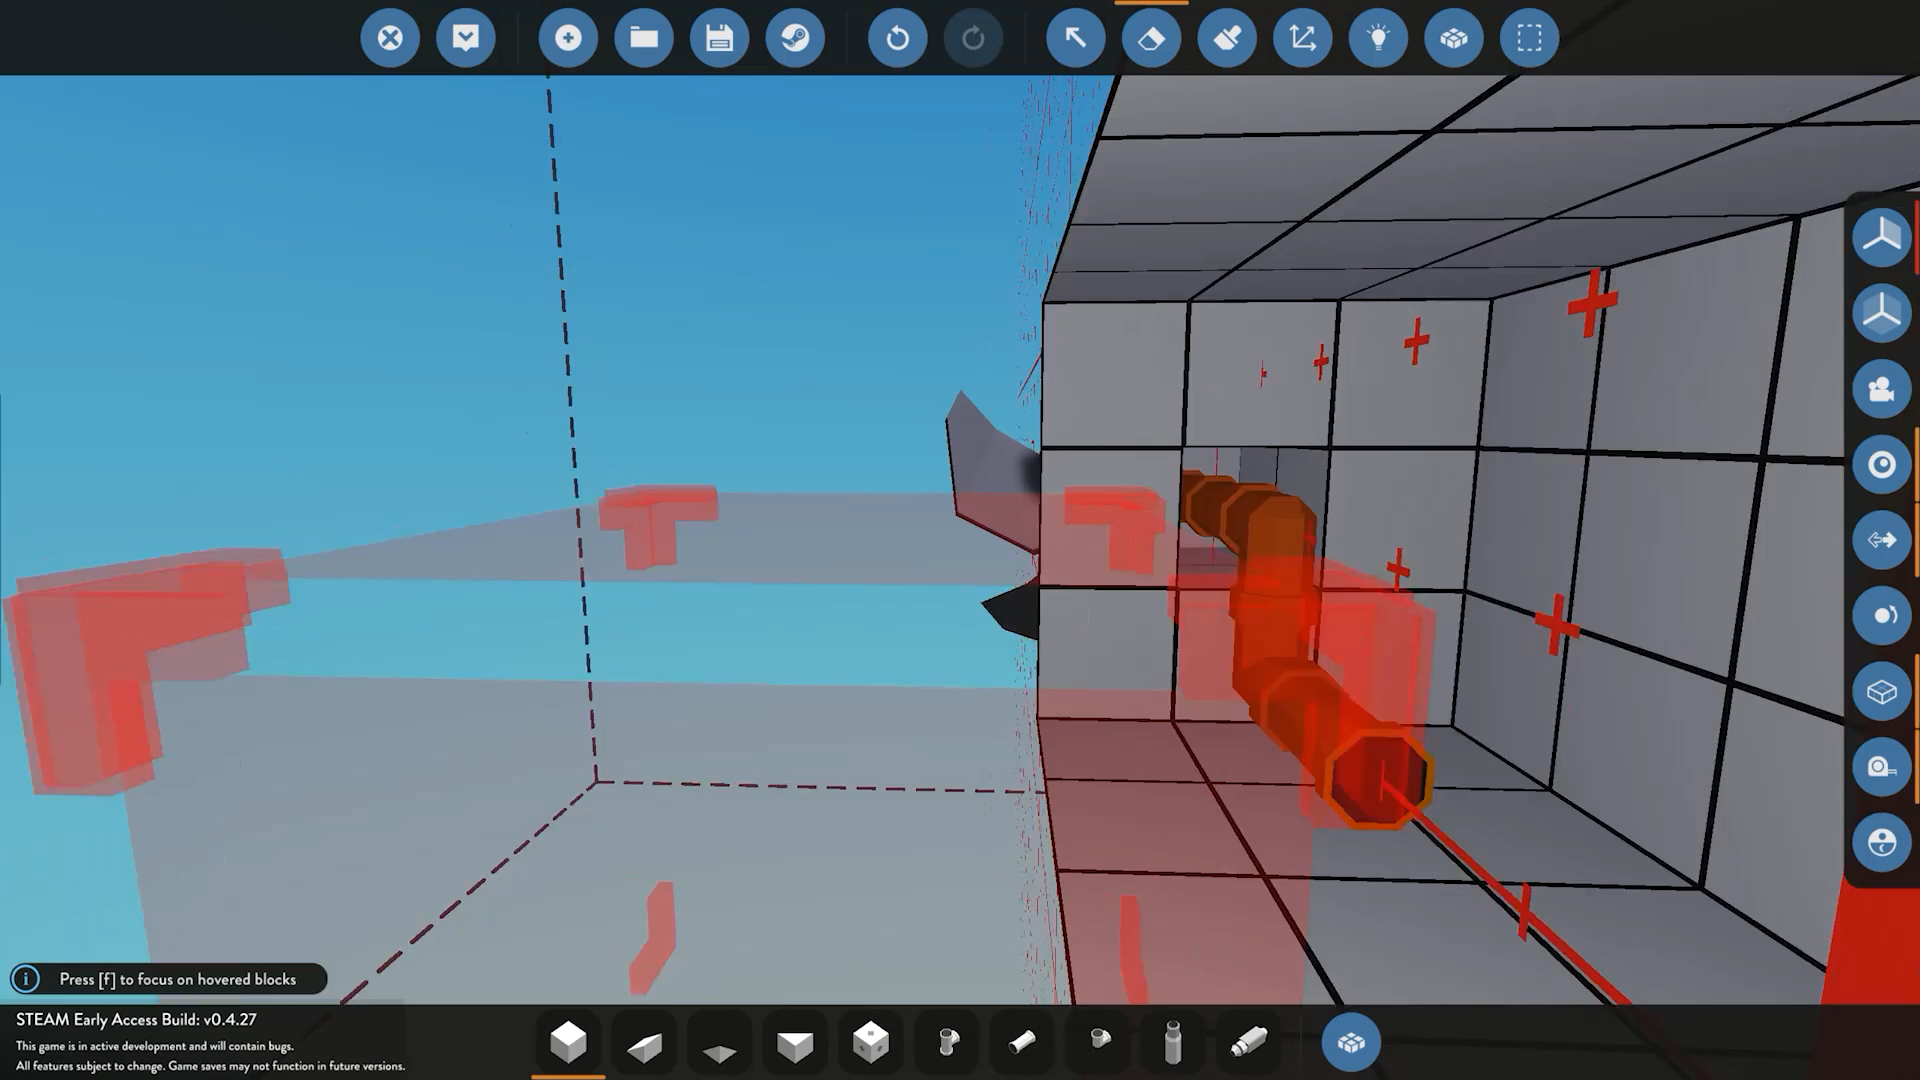 Press [f] to focus on hovered blocks
STEAM Early Access Build: v0.4.27
This game is in active development and will contain bugs.
All features subject to change. Game saves may not function in future versions.